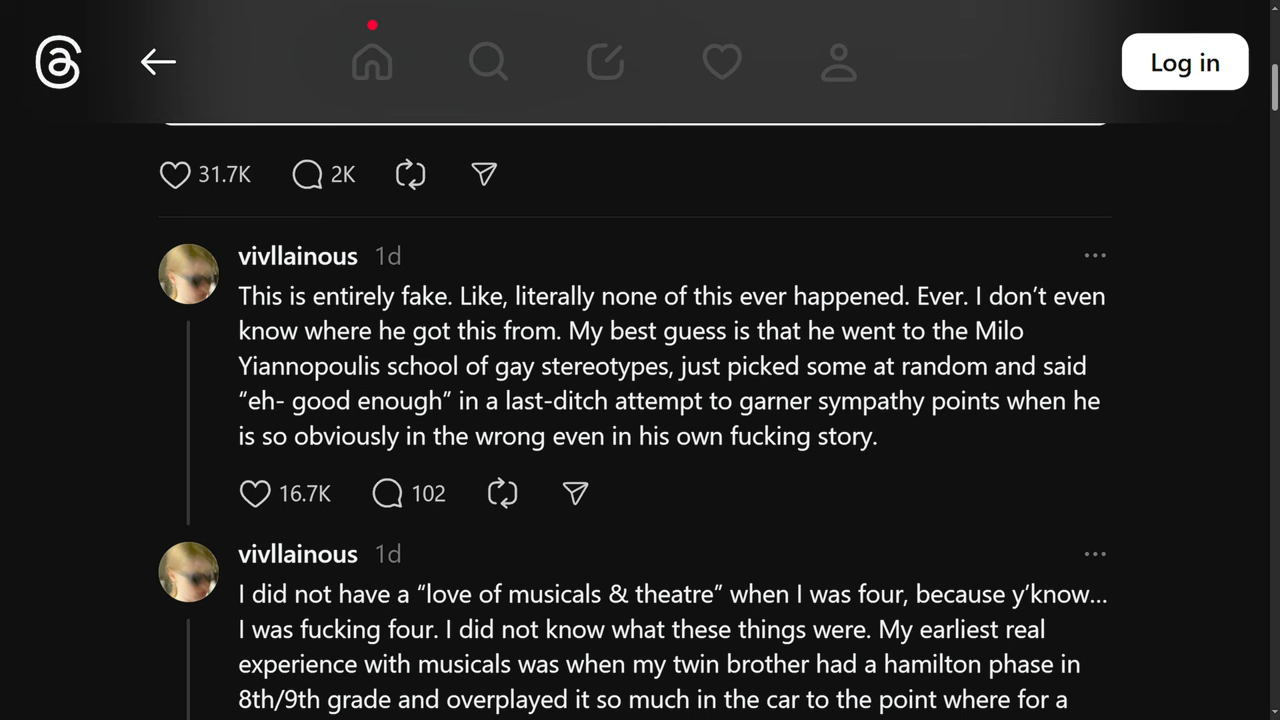 Log in
31.7K 2K
vivllainous 1d
This is entirely fake. Like, literally none of this ever happened. Ever. I don’t even
know where he got this from. My best guess is that he went to the Milo
Yiannopoulis school of gay stereotypes, just picked some at random and said
“eh- good enough” in a last-ditch attempt to garner sympathy points when he
is so obviously in the wrong even in his own fucking story.
16.7K 102
vivllainous 1d
I did not have a “love of musicals & theatre” when I was four, because y’know...
I was fucking four. I did not know what these things were. My earliest real
experience with musicals was when my twin brother had a hamilton phase in
8th/9th grade and overplayed it so much in the car to the point where for a